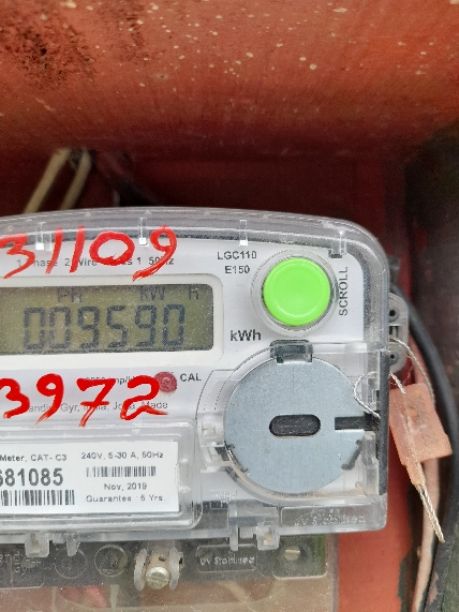 31109
LGC110
E150
SCROLL
KW h
009590
kWh
CAL
3972
Meter, CAT- C3 240V, 5-30 A, 50Hz
681085
Nov, 2019
Guarantee 5 Yrs.